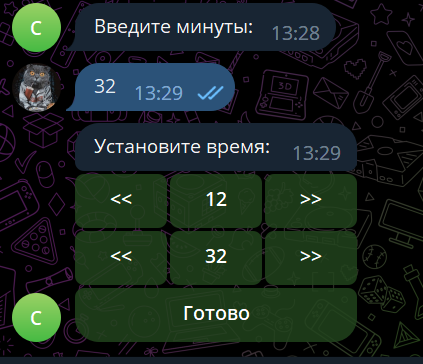 Введите минуты: 13:28
32 13:29
Установите время: 13:29
<< 12 >>
<< 32 >>
Готово
С
С